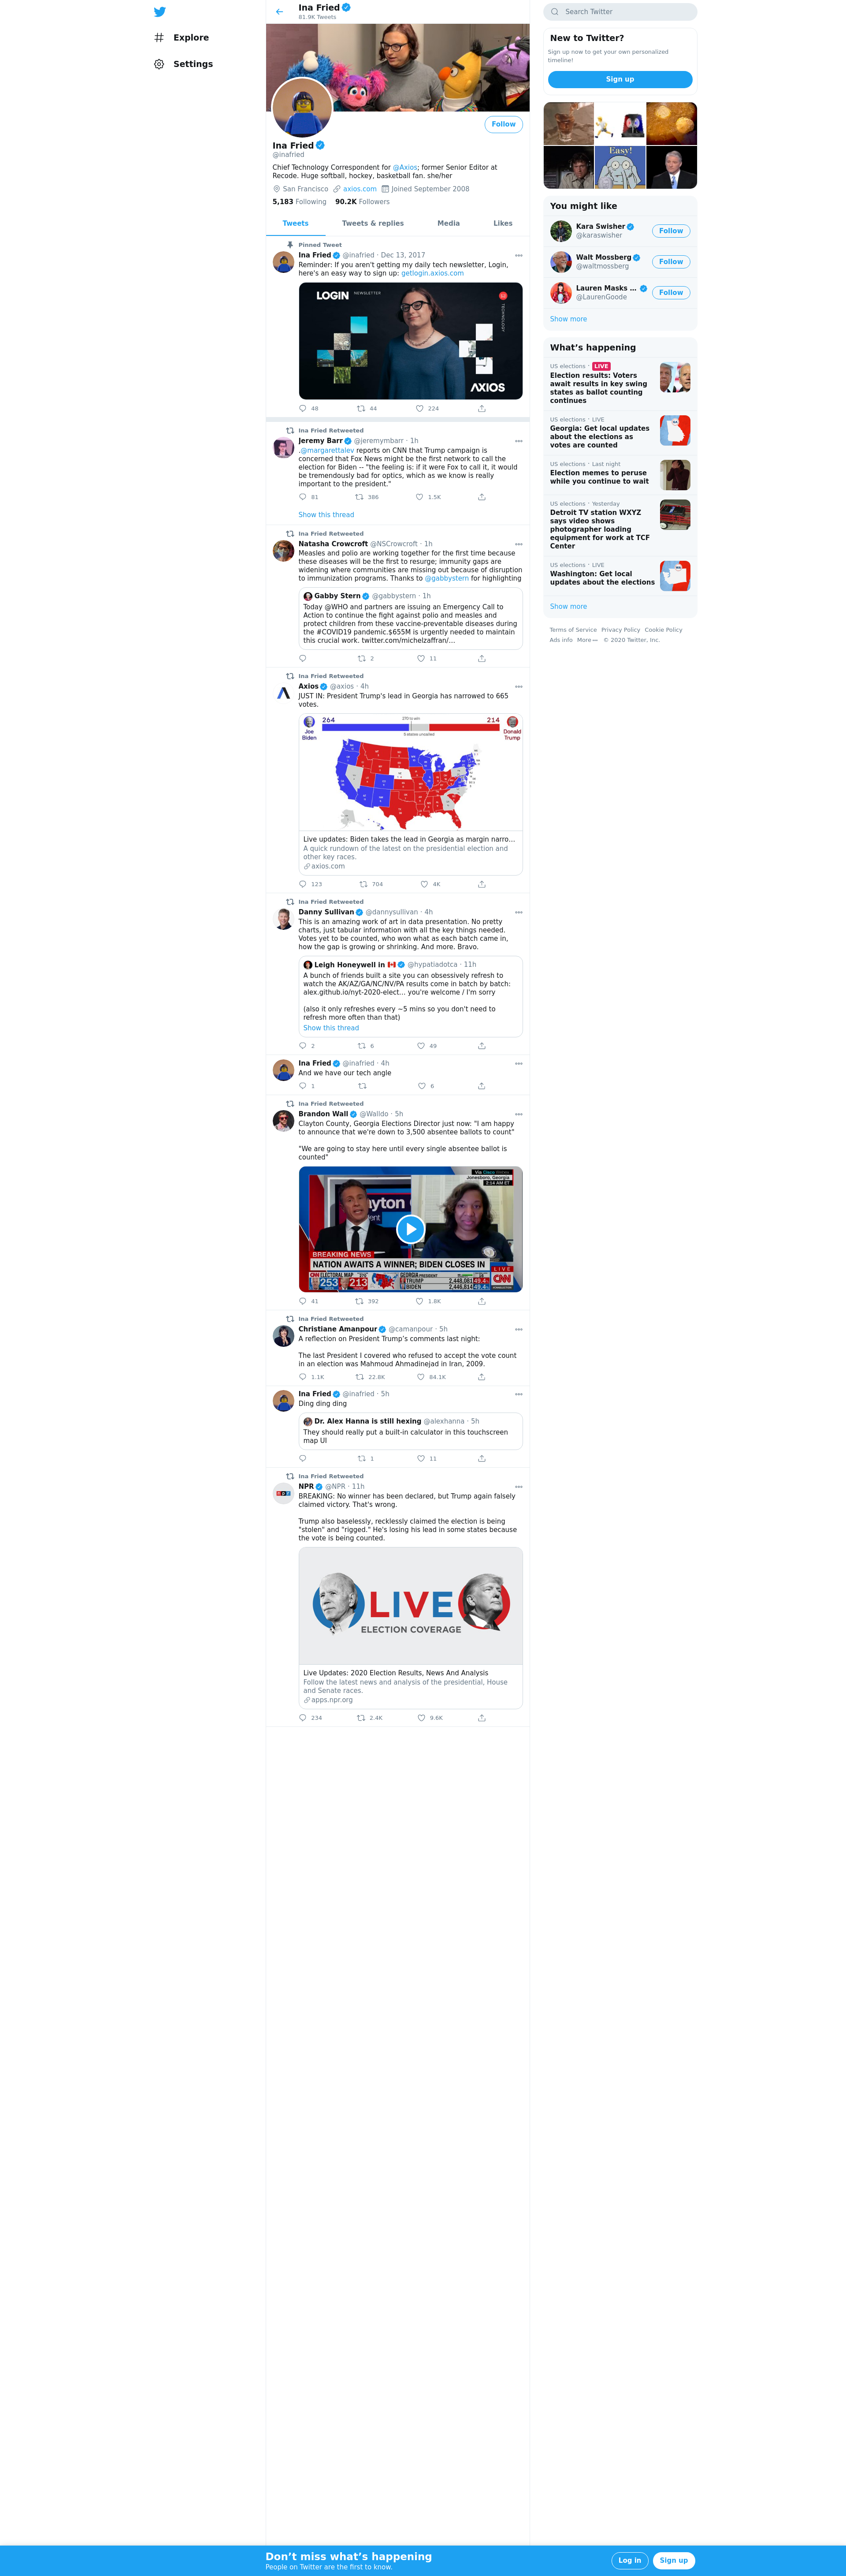 Explore
Settings
Ina Fried
81.9K Tweets
Follow
Ina Fried
@inafried
Chief Technology Correspondent for @Axios; former Senior Editor at
Recode. Huge softball, hockey, basketball fan. she/her
San Francisco axios.com Joined September 2008
5,183 Following 90.2K Followers
Tweets Tweets & replies Media Likes
Pinned Tweet
Ina Fried @inafried · Dec 13, 2017
Reminder: If you aren't getting my daily tech newsletter, Login,
here's an easy way to sign up: getlogin.axios.com
LOGIN NEWSLETTER
TECHNOLOGY
AXIOS
48 44 224
Ina Fried Retweeted
Jeremy Barr @jeremymbarr · 1h
.@margarettalev reports on CNN that Trump campaign is
concerned that Fox News might be the first network to call the
election for Biden -- "the feeling is: if it were Fox to call it, it would
be tremendously bad for optics, which as we know is really
important to the president."
81 386 1.5K
Show this thread
Ina Fried Retweeted
Natasha Crowcroft @NSCrowcroft · 1h
Measles and polio are working together for the first time because
these diseases will be the first to resurge; immunity gaps are
widening where communities are missing out because of disruption
to immunization programs. Thanks to @gabbystern for highlighting
Gabby Stern @gabbystern · 1h
Today @WHO and partners are issuing an Emergency Call to
Action to continue the fight against polio and measles and
protect children from these vaccine-preventable diseases during
the #COVID19 pandemic.$655M is urgently needed to maintain
this crucial work. twitter.com/michelzaffran/…
2 11
Ina Fried Retweeted
Axios @axios · 4h
JUST IN: President Trump's lead in Georgia has narrowed to 665
votes.
264 270 to win 214
Joe
Biden
Donald
Trump
Live updates: Biden takes the lead in Georgia as margin narro…
A quick rundown of the latest on the presidential election and
other key races.
axios.com
123 704 4K
Ina Fried Retweeted
Danny Sullivan @dannysullivan · 4h
This is an amazing work of art in data presentation. No pretty
charts, just tabular information with all the key things needed.
Votes yet to be counted, who won what as each batch came in,
how the gap is growing or shrinking. And more. Bravo.
Leigh Honeywell in 🇨🇦 @hypatiadotca · 11h
A bunch of friends built a site you can obsessively refresh to
watch the AK/AZ/GA/NC/NV/PA results come in batch by batch:
alex.github.io/nyt-2020-elect… you're welcome / I'm sorry
(also it only refreshes every ~5 mins so you don't need to
refresh more often than that)
Show this thread
2 6 49
Ina Fried @inafried · 4h
And we have our tech angle
1 6
Ina Fried Retweeted
Brandon Wall @Walldo · 5h
Clayton County, Georgia Elections Director just now: "I am happy
to announce that we're down to 3,500 absentee ballots to count"
"We are going to stay here until every single absentee ballot is
counted"
Via Cisco Webex
Jonesboro, Georgia
2:14 AM ET
BREAKING NEWS
NATION AWAITS A WINNER; BIDEN CLOSES IN
LIVE
CNN
ELECTORAL MAP
253 213
GEORGIA PRESIDENT
TRUMP
BIDEN
41 392 1.8K
Ina Fried Retweeted
Christiane Amanpour @camanpour · 5h
A reflection on President Trump's comments last night:
The last President I covered who refused to accept the vote count
in an election was Mahmoud Ahmadinejad in Iran, 2009.
1.1K 22.8K 84.1K
Ina Fried @inafried · 5h
Ding ding ding
Dr. Alex Hanna is still hexing @alexhanna · 5h
They should really put a built-in calculator in this touchscreen
map UI
1 11
Ina Fried Retweeted
NPR @NPR · 11h
BREAKING: No winner has been declared, but Trump again falsely
claimed victory. That's wrong.
Trump also baselessly, recklessly claimed the election is being
"stolen" and "rigged." He's losing his lead in some states because
the vote is being counted.
LIVE
ELECTION COVERAGE
Live Updates: 2020 Election Results, News And Analysis
Follow the latest news and analysis of the presidential, House
and Senate races.
apps.npr.org
234 2.4K 9.6K
Search Twitter
New to Twitter?
Sign up now to get your own personalized
timeline!
Sign up
Easy!
You might like
Kara Swisher
@karaswisher
Follow
Walt Mossberg
@waltmossberg
Follow
Lauren Masks …
@LaurenGoode
Follow
Show more
What's happening
US elections · LIVE
Election results: Voters
await results in key swing
states as ballot counting
continues
US elections · LIVE
Georgia: Get local updates
about the elections as
votes are counted
US elections · Last night
Election memes to peruse
while you continue to wait
US elections · Yesterday
Detroit TV station WXYZ
says video shows
photographer loading
equipment for work at TCF
Center
US elections · LIVE
Washington: Get local
updates about the elections
Show more
Terms of Service Privacy Policy Cookie Policy
Ads info More © 2020 Twitter, Inc.
Don't miss what's happening
People on Twitter are the first to know.
Log in
Sign up